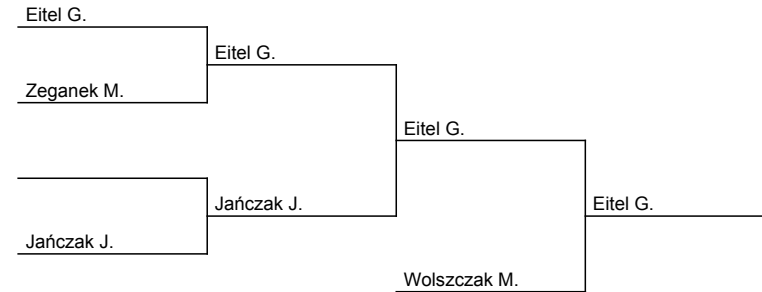 Eitel G.
Eitel G.
Zeganek M.
Eitel G.
Jańczak J.
Eitel G.
Jańczak J.
Wolszczak M.